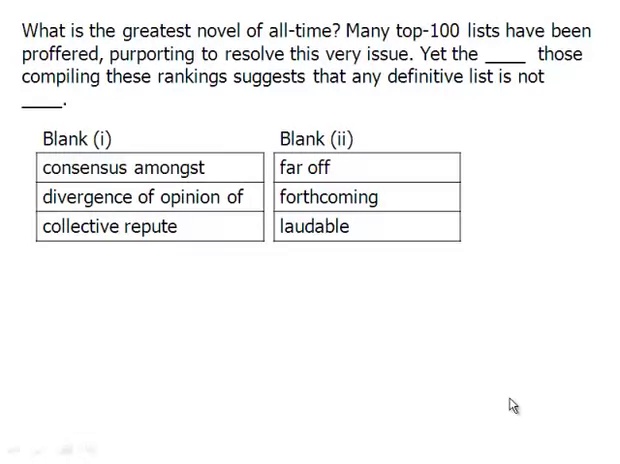 What is the greatest novel of all-time? Many top-100 lists have been
proffered, purporting to resolve this very issue. Yet the ____ those
compiling these rankings suggests that any definitive list is not
____.
Blank (i) Blank (ii)
consensus amongst far off
divergence of opinion of forthcoming
collective repute laudable